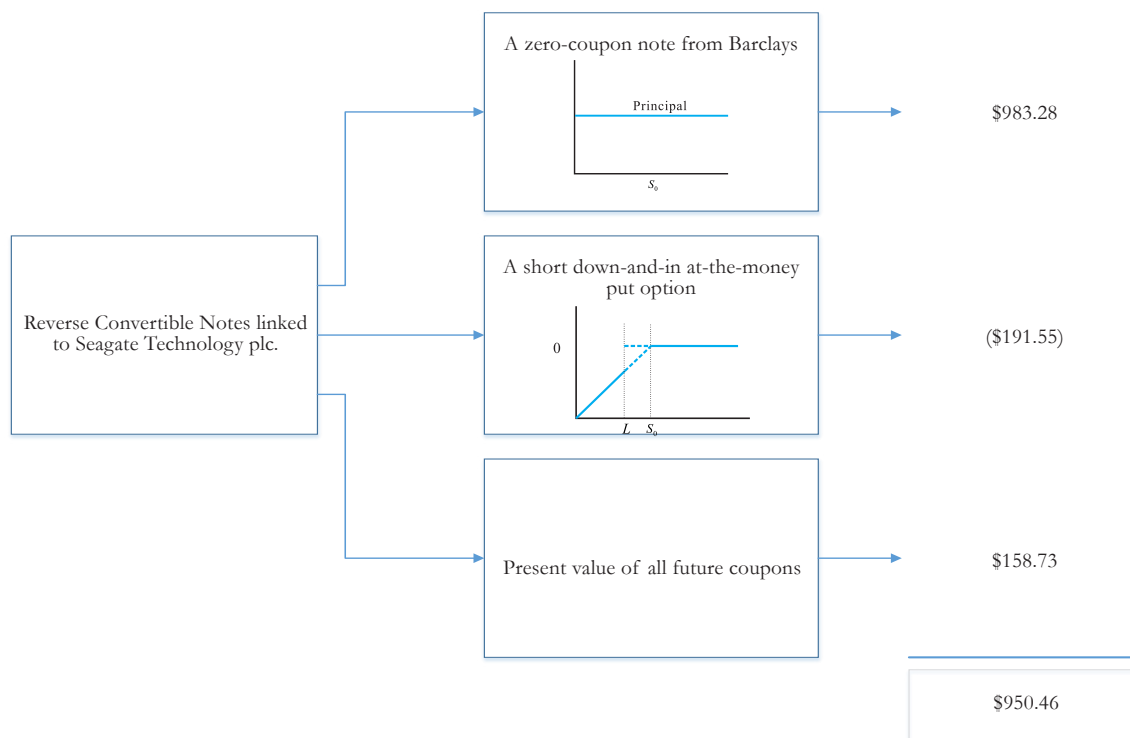 A zero-coupon note from Barclays
Principal
S₀
$983.28
Reverse Convertible Notes linked
to Seagate Technology plc.
A short down-and-in at-the-money
put option
0
L S₀
($191.55)
Present value of all future coupons
$158.73
$950.46